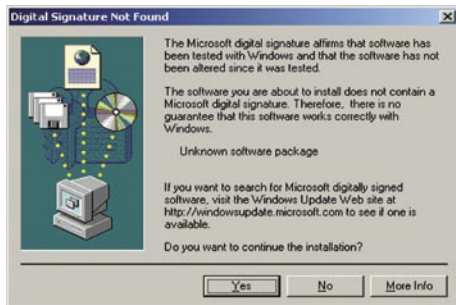 Digital Signature Not Found
The Microsoft digital signature affirms that software has
been tested with Windows and that the software has not
been altered since it was tested.
The software you are about to install does not contain a
Microsoft digital signature. Therefore, there is no
guarantee that this software works correctly with
Windows.
Unknown software package
If you want to search for Microsoft digitally signed
software, visit the Windows Update Web site at
http://windowsupdate.microsoft.com to see if one is
available.
Do you want to continue the installation?
Yes No More Info